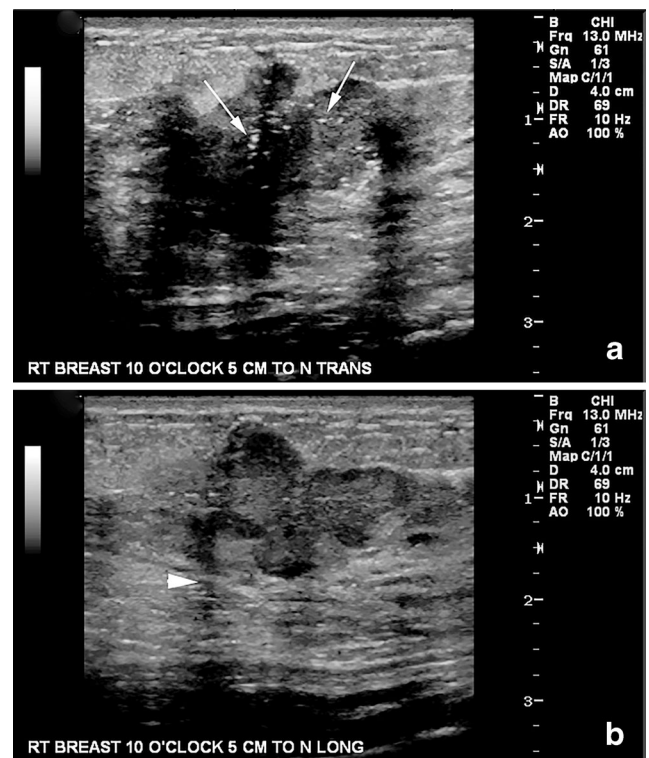 B CHI
Frq 13.0 MHz
Gn 61
S/A 1/3
Map C/1/1
D 4.0 cm
DR 69
FR 10 Hz
AO 100 %
1
2
3
a
RT BREAST 10 O'CLOCK 5 CM TO N TRANS
B CHI
Frq 13.0 MHz
Gn 61
S/A 1/3
Map C/1/1
D 4.0 cm
DR 69
FR 10 Hz
AO 100 %
1
2
3
b
RT BREAST 10 O'CLOCK 5 CM TO N LONG